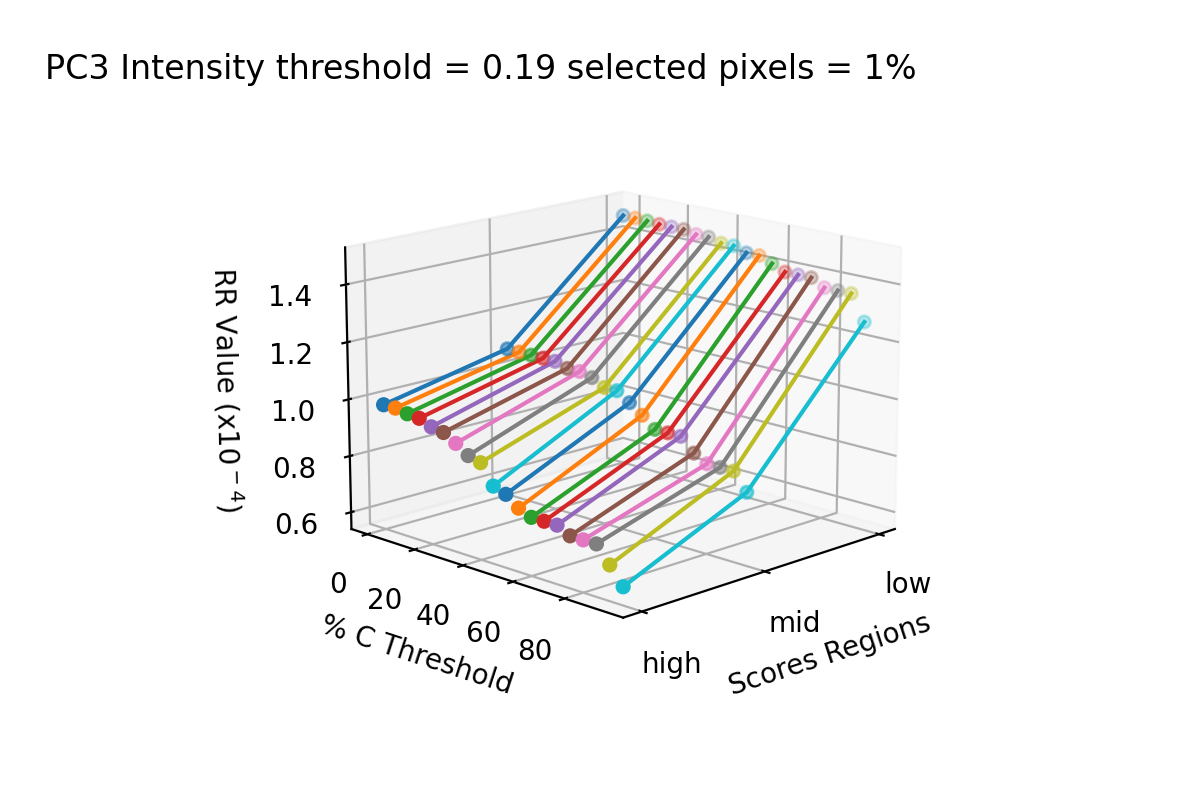 PC3 Intensity threshold = 0.19 selected pixels = 1%
RR Value (x10⁻⁴)
1.4
1.2
1.0
0.8
0.6
0
20
40
60
80
% C Threshold
high
mid
low
Scores Regions